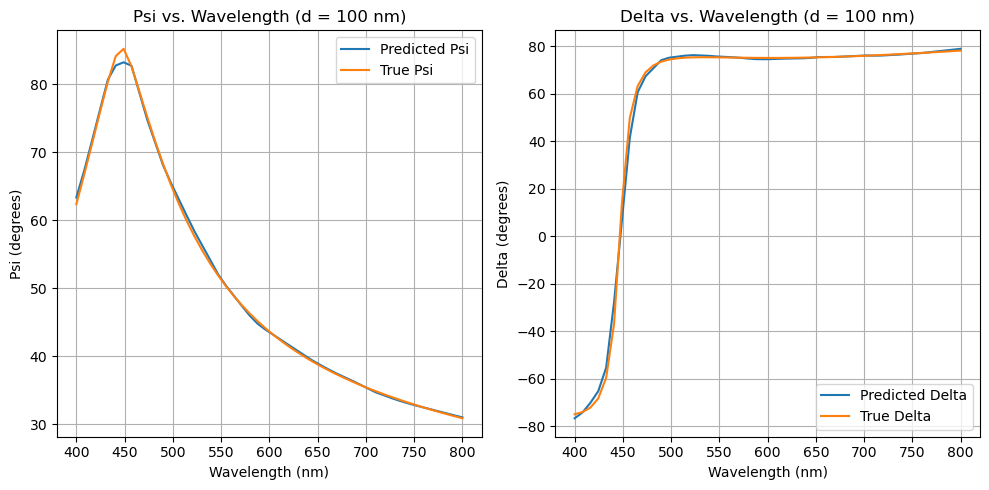 Psi vs. Wavelength (d = 100 nm)
Predicted Psi
True Psi
80
70
60
50
40
30
Psi (degrees)
400 450 500 550 600 650 700 750 800
Wavelength (nm)
Delta vs. Wavelength (d = 100 nm)
80
60
40
20
0
−20
−40
−60
−80
Delta (degrees)
Predicted Delta
True Delta
400 450 500 550 600 650 700 750 800
Wavelength (nm)